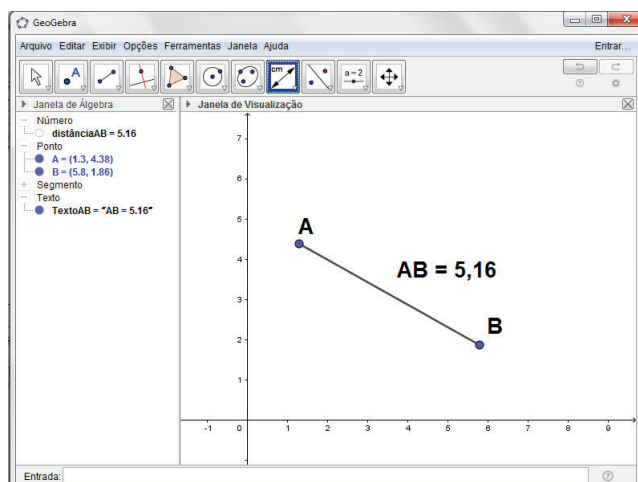 GeoGebra
Arquivo Editar Exibir Opções Ferramentas Janela Ajuda
Entrar...
A
cm
a = 2
Janela de Álgebra
Número
distânciaAB = 5.16
Ponto
A = (1.3, 4.38)
B = (5.8, 1.86)
Segmento
Texto
TextoAB = "AB = 5.16"
Janela de Visualização
7
6
5
4
3
2
1
-1 0 1 2 3 4 5 6 7 8 9
A
AB = 5,16
B
Entrada: